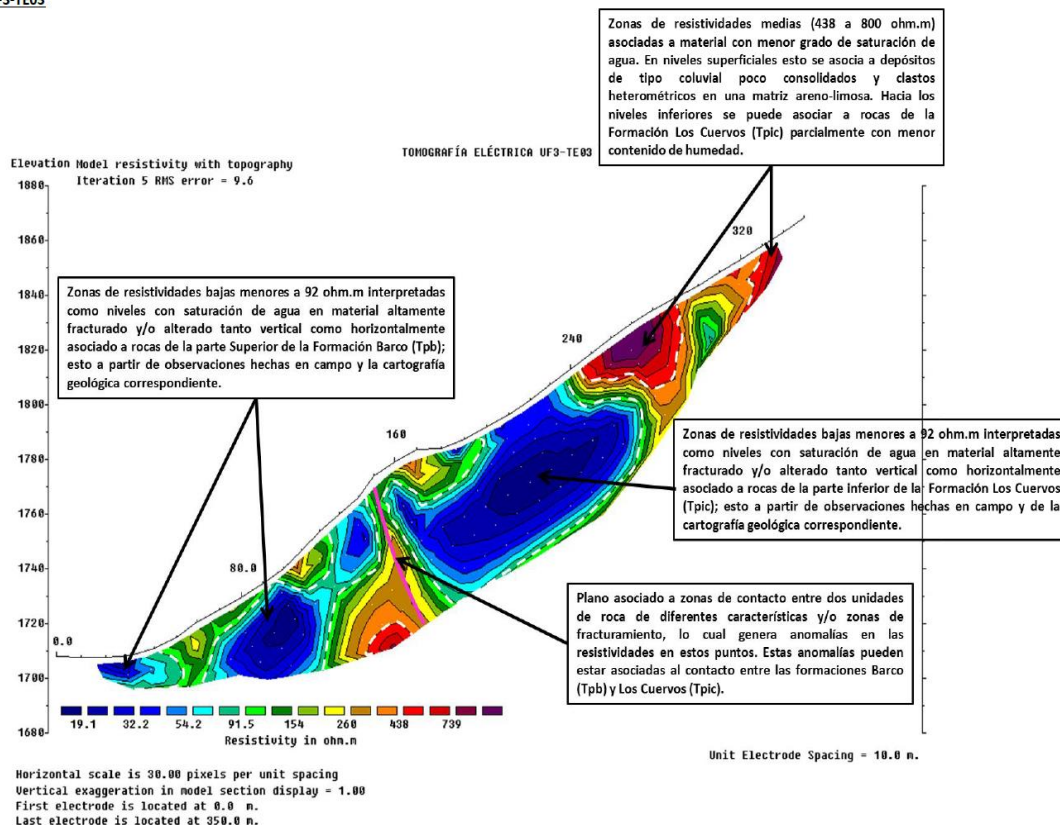 Zonas de resistividades medias (438 a 800 ohm.m)
asociadas a material con menor grado de saturación de
agua. En niveles superficiales esto se asocia a depósitos
de tipo coluvial poco consolidados y clastos
heterométricos en una matriz areno-limosa. Hacia los
niveles inferiores se puede asociar a rocas de la
Formación Los Cuervos (Tpic) parcialmente con menor
contenido de humedad.
TOMOGRAFÍA ELÉCTRICA UF3-TE03
Elevation Model resistivity with topography
Iteration 5 RMS error = 9.6
1880
1860
1840
1820
1800
1780
1760
1740
1720
1700
1680
Zonas de resistividades bajas menores a 92 ohm.m interpretadas
como niveles con saturación de agua en material altamente
fracturado y/o alterado tanto vertical como horizontalmente
asociado a rocas de la parte Superior de la Formación Barco (Tpb);
esto a partir de observaciones hechas en campo y la cartografía
geológica correspondiente.
0.0
80.0
160
240
320
Zonas de resistividades bajas menores a 92 ohm.m interpretadas
como niveles con saturación de agua en material altamente
fracturado y/o alterado tanto vertical como horizontalmente
asociado a rocas de la parte inferior de la Formación Los Cuervos
(Tpic); esto a partir de observaciones hechas en campo y de la
cartografía geológica correspondiente.
Plano asociado a zonas de contacto entre dos unidades
de roca de diferentes características y/o zonas de
fracturamiento, lo cual genera anomalías en las
resistividades en estos puntos. Estas anomalías pueden
estar asociadas al contacto entre las formaciones Barco
(Tpb) y Los Cuervos (Tpic).
19.1 32.2 54.2 91.5 154 260 438 739
Resistivity in ohm.m
Unit Electrode Spacing = 10.0 m.
Horizontal scale is 30.00 pixels per unit spacing
Vertical exaggeration in model section display = 1.00
First electrode is located at 0.0 m.
Last electrode is located at 350.0 m.